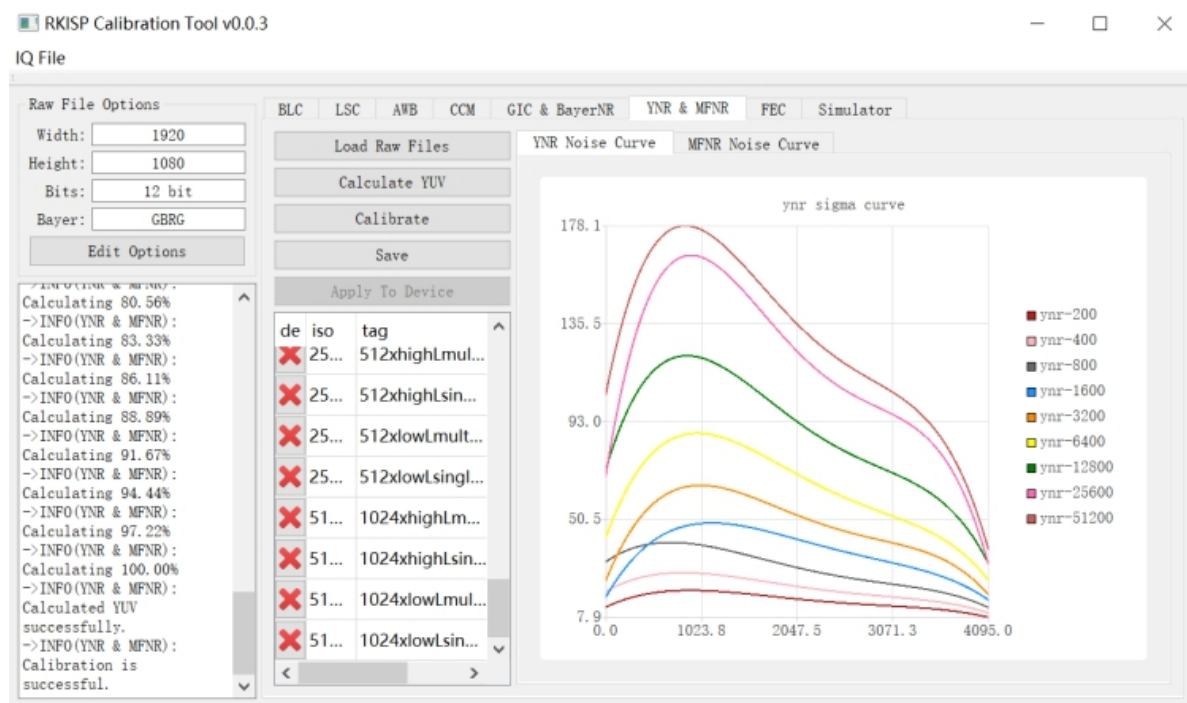 RKISP Calibration Tool v0.0.3
IQ File
Raw File Options
Width: 1920
Height: 1080
Bits: 12 bit
Bayer: GBRG
Edit Options
->INFO(YNR & MFNR):
Calculating 80.56%
->INFO(YNR & MFNR):
Calculating 83.33%
->INFO(YNR & MFNR):
Calculating 86.11%
->INFO(YNR & MFNR):
Calculating 88.89%
->INFO(YNR & MFNR):
Calculating 91.67%
->INFO(YNR & MFNR):
Calculating 94.44%
->INFO(YNR & MFNR):
Calculating 97.22%
->INFO(YNR & MFNR):
Calculating 100.00%
->INFO(YNR & MFNR):
Calculated YUV
successfully.
->INFO(YNR & MFNR):
Calibration is
successful.
BLC LSC AWB CCM GIC & BayerNR YNR & MFNR FEC Simulator
Load Raw Files
Calculate YUV
Calibrate
Save
Apply To Device
de iso tag
25... 512xhighLmul...
25... 512xhighLsin...
25... 512xlowLmult...
25... 512xlowLsingl...
51... 1024xhighLm...
51... 1024xhighLsin...
51... 1024xlowLmul...
51... 1024xlowLsin...
YNR Noise Curve MFNR Noise Curve
ynr sigma curve
178.1
135.5
93.0
50.5
7.9
0.0 1023.8 2047.5 3071.3 4095.0
ynr-200
ynr-400
ynr-800
ynr-1600
ynr-3200
ynr-6400
ynr-12800
ynr-25600
ynr-51200